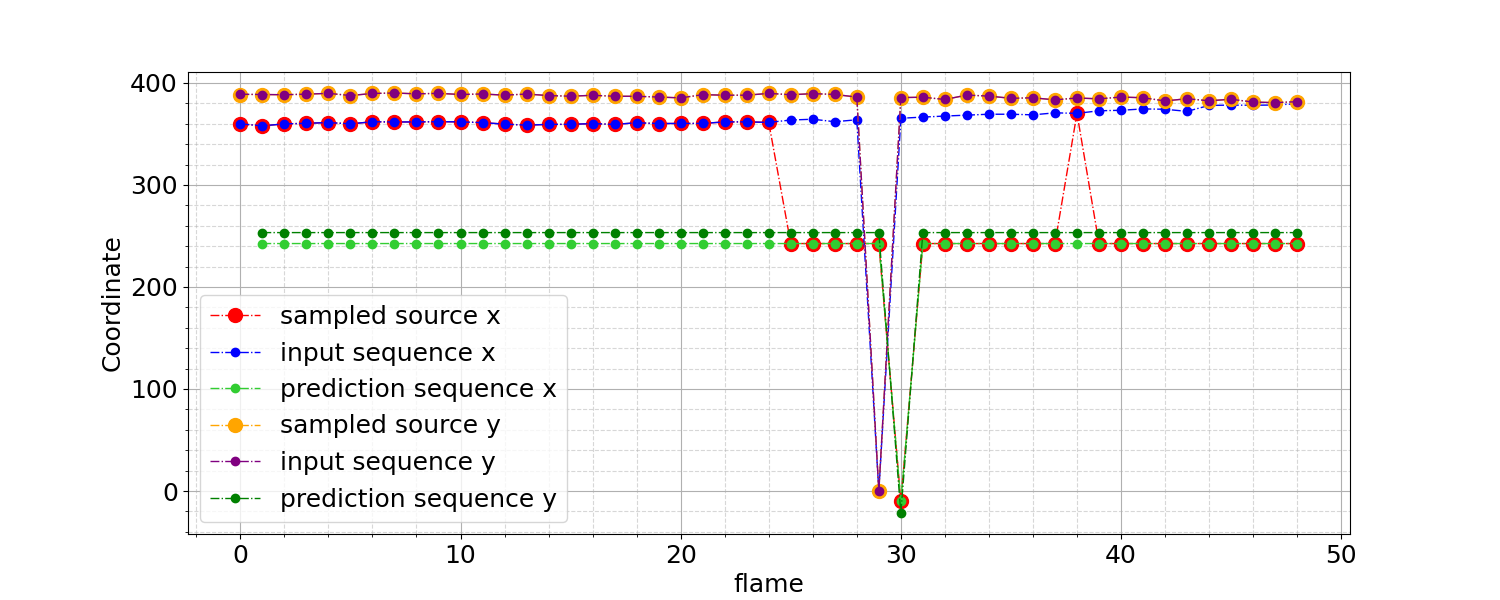 400
300
200
100
0
Coordinate
sampled source x
input sequence x
prediction sequence x
sampled source y
input sequence y
prediction sequence y
0 10 20 30 40 50
flame